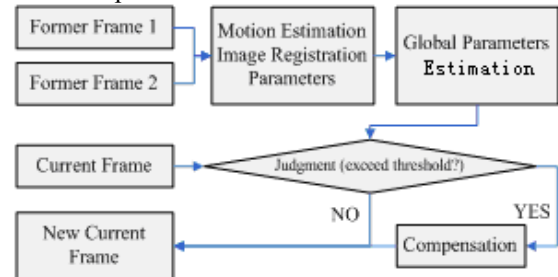 Former Frame 1
Former Frame 2
Motion Estimation
Image Registration
Parameters
Global Parameters
Estimation
Current Frame
Judgment (exceed threshold?)
NO
YES
New Current
Frame
Compensation